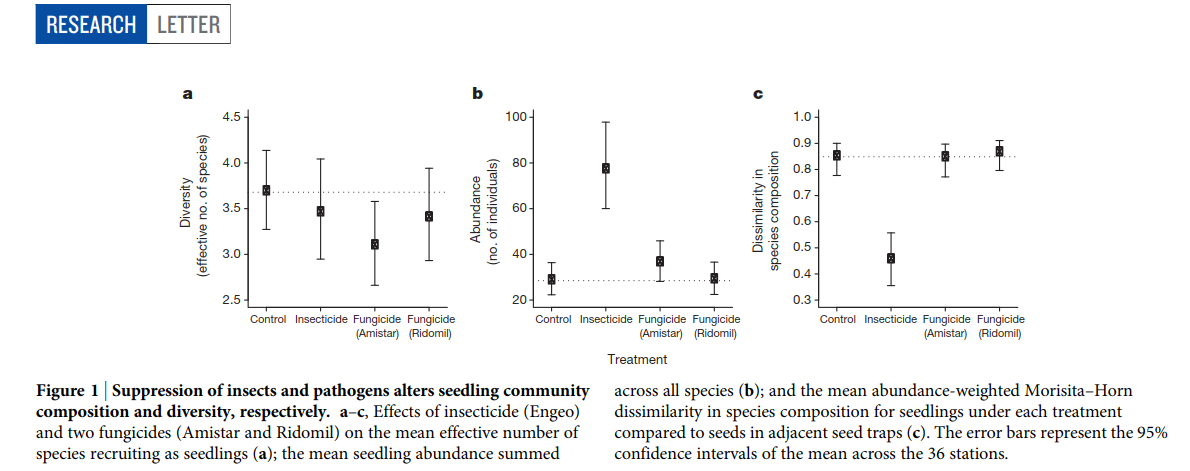 RESEARCH LETTER
a
4.5
4.0
3.5
3.0
2.5
Diversity
(effective no. of species)
Control Insecticide Fungicide Fungicide
(Amistar) (Ridomil)
b
100
80
60
40
20
Abundance
(no. of individuals)
Control Insecticide Fungicide Fungicide
(Amistar) (Ridomil)
c
1.0
0.9
0.8
0.7
0.6
0.5
0.4
0.3
Dissimilarity in
species composition
Control Insecticide Fungicide Fungicide
(Amistar) (Ridomil)
Treatment
Figure 1 | Suppression of insects and pathogens alters seedling community
composition and diversity, respectively. a–c, Effects of insecticide (Engeo)
and two fungicides (Amistar and Ridomil) on the mean effective number of
species recruiting as seedlings (a); the mean seedling abundance summed
across all species (b); and the mean abundance-weighted Morisita–Horn
dissimilarity in species composition for seedlings under each treatment
compared to seeds in adjacent seed traps (c). The error bars represent the 95%
confidence intervals of the mean across the 36 stations.